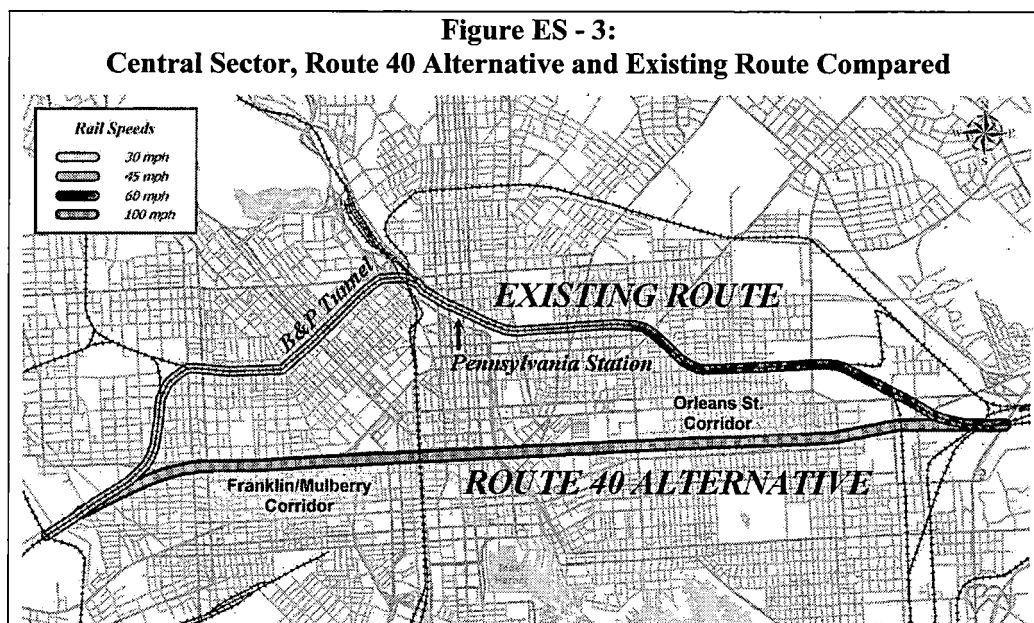 Figure ES - 3:
Central Sector, Route 40 Alternative and Existing Route Compared
Rail Speeds
30 mph
45 mph
60 mph
100 mph
N
S
B&P Tunnel
EXISTING ROUTE
Pennsylvania Station
Orleans St.
Corridor
Franklin/Mulberry
Corridor
ROUTE 40 ALTERNATIVE